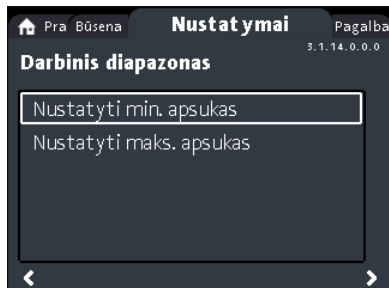 Pra Būsena Nustatymai Pagalba
3.1.14.0.0.0
Darbinis diapazonas
Nustatyti min. apsukas
Nustatyti maks. apsukas